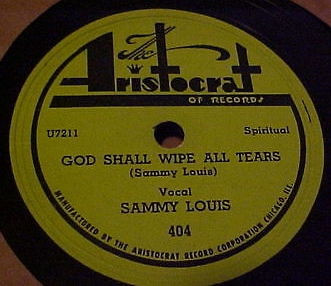 The
Aristocrat
OF RECORDS
U7211 Spiritual
GOD SHALL WIPE ALL TEARS
(Sammy Louis)
Vocal
SAMMY LOUIS
404
MANUFACTURED BY THE ARISTOCRAT RECORD CORPORATION CHICAGO, ILL.